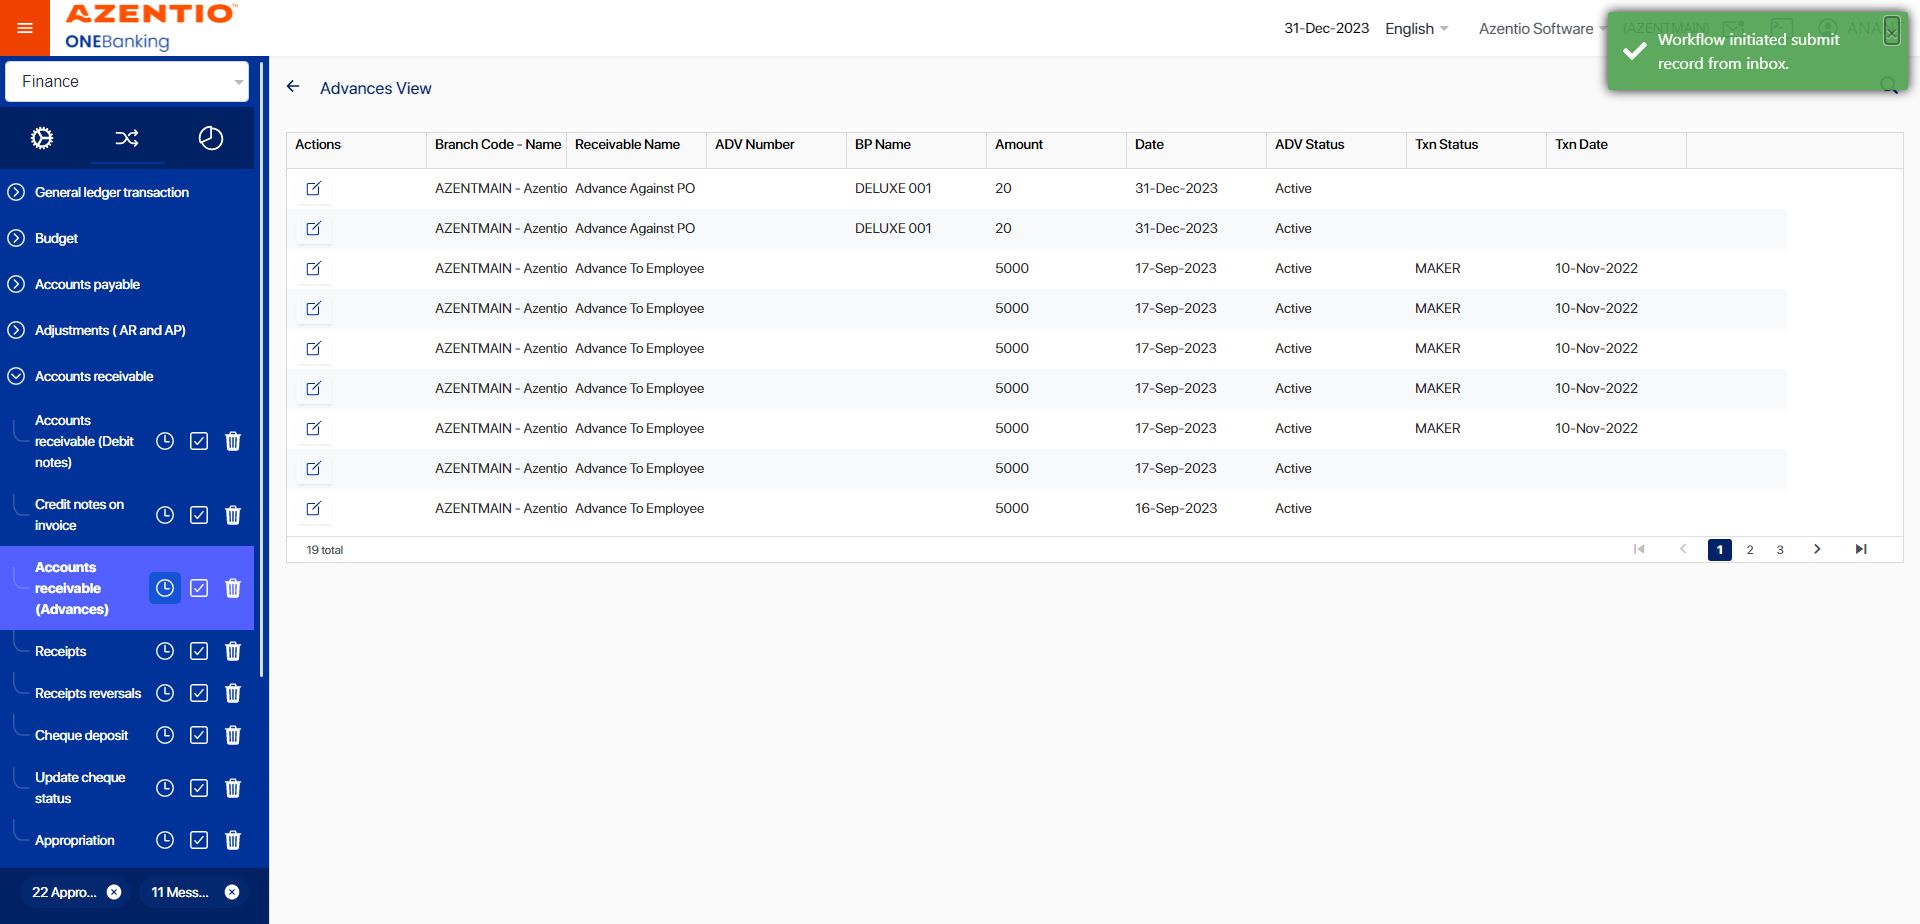 AZENTIO
ONEBanking
31-Dec-2023 English Azentio Software (AZENTMAIN)
Workflow initiated submit
record from inbox.
Finance
General ledger transaction
Budget
Accounts payable
Adjustments ( AR and AP)
Accounts receivable
Accounts
receivable (Debit
notes)
Credit notes on
invoice
Accounts
receivable
(Advances)
Receipts
Receipts reversals
Cheque deposit
Update cheque
status
Appropriation
22 Appro...
11 Mess...
Advances View
Actions Branch Code - Name Receivable Name ADV Number BP Name Amount Date ADV Status Txn Status Txn Date
AZENTMAIN - Azentio Advance Against PO DELUXE 001 20 31-Dec-2023 Active
AZENTMAIN - Azentio Advance Against PO DELUXE 001 20 31-Dec-2023 Active
AZENTMAIN - Azentio Advance To Employee 5000 17-Sep-2023 Active MAKER 10-Nov-2022
AZENTMAIN - Azentio Advance To Employee 5000 17-Sep-2023 Active MAKER 10-Nov-2022
AZENTMAIN - Azentio Advance To Employee 5000 17-Sep-2023 Active MAKER 10-Nov-2022
AZENTMAIN - Azentio Advance To Employee 5000 17-Sep-2023 Active MAKER 10-Nov-2022
AZENTMAIN - Azentio Advance To Employee 5000 17-Sep-2023 Active MAKER 10-Nov-2022
AZENTMAIN - Azentio Advance To Employee 5000 17-Sep-2023 Active
AZENTMAIN - Azentio Advance To Employee 5000 16-Sep-2023 Active
19 total 1 2 3